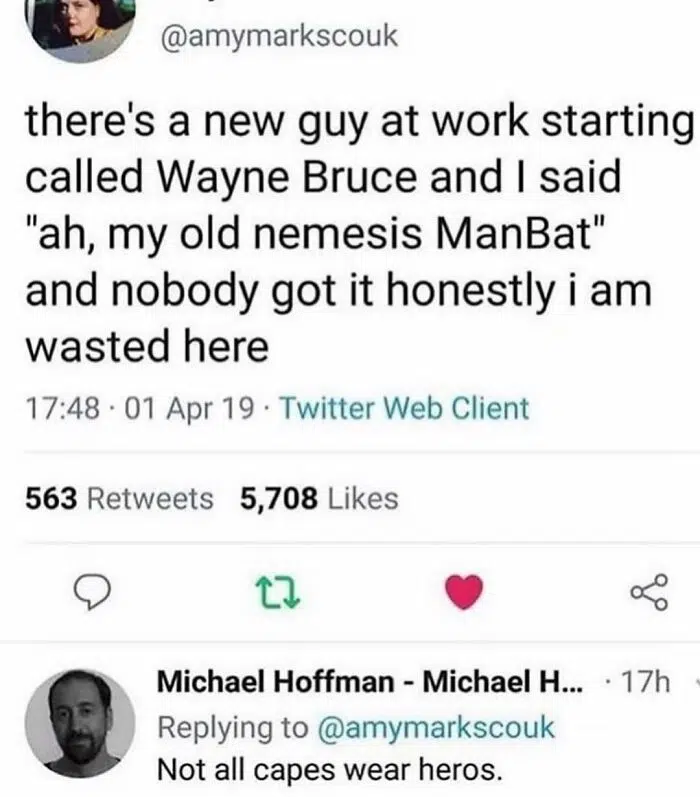 @amymarkscouk
there's a new guy at work starting
called Wayne Bruce and I said
"ah, my old nemesis ManBat"
and nobody got it honestly i am
wasted here
17:48 · 01 Apr 19 · Twitter Web Client
563 Retweets 5,708 Likes
Michael Hoffman - Michael H... · 17h
Replying to @amymarkscouk
Not all capes wear heros.